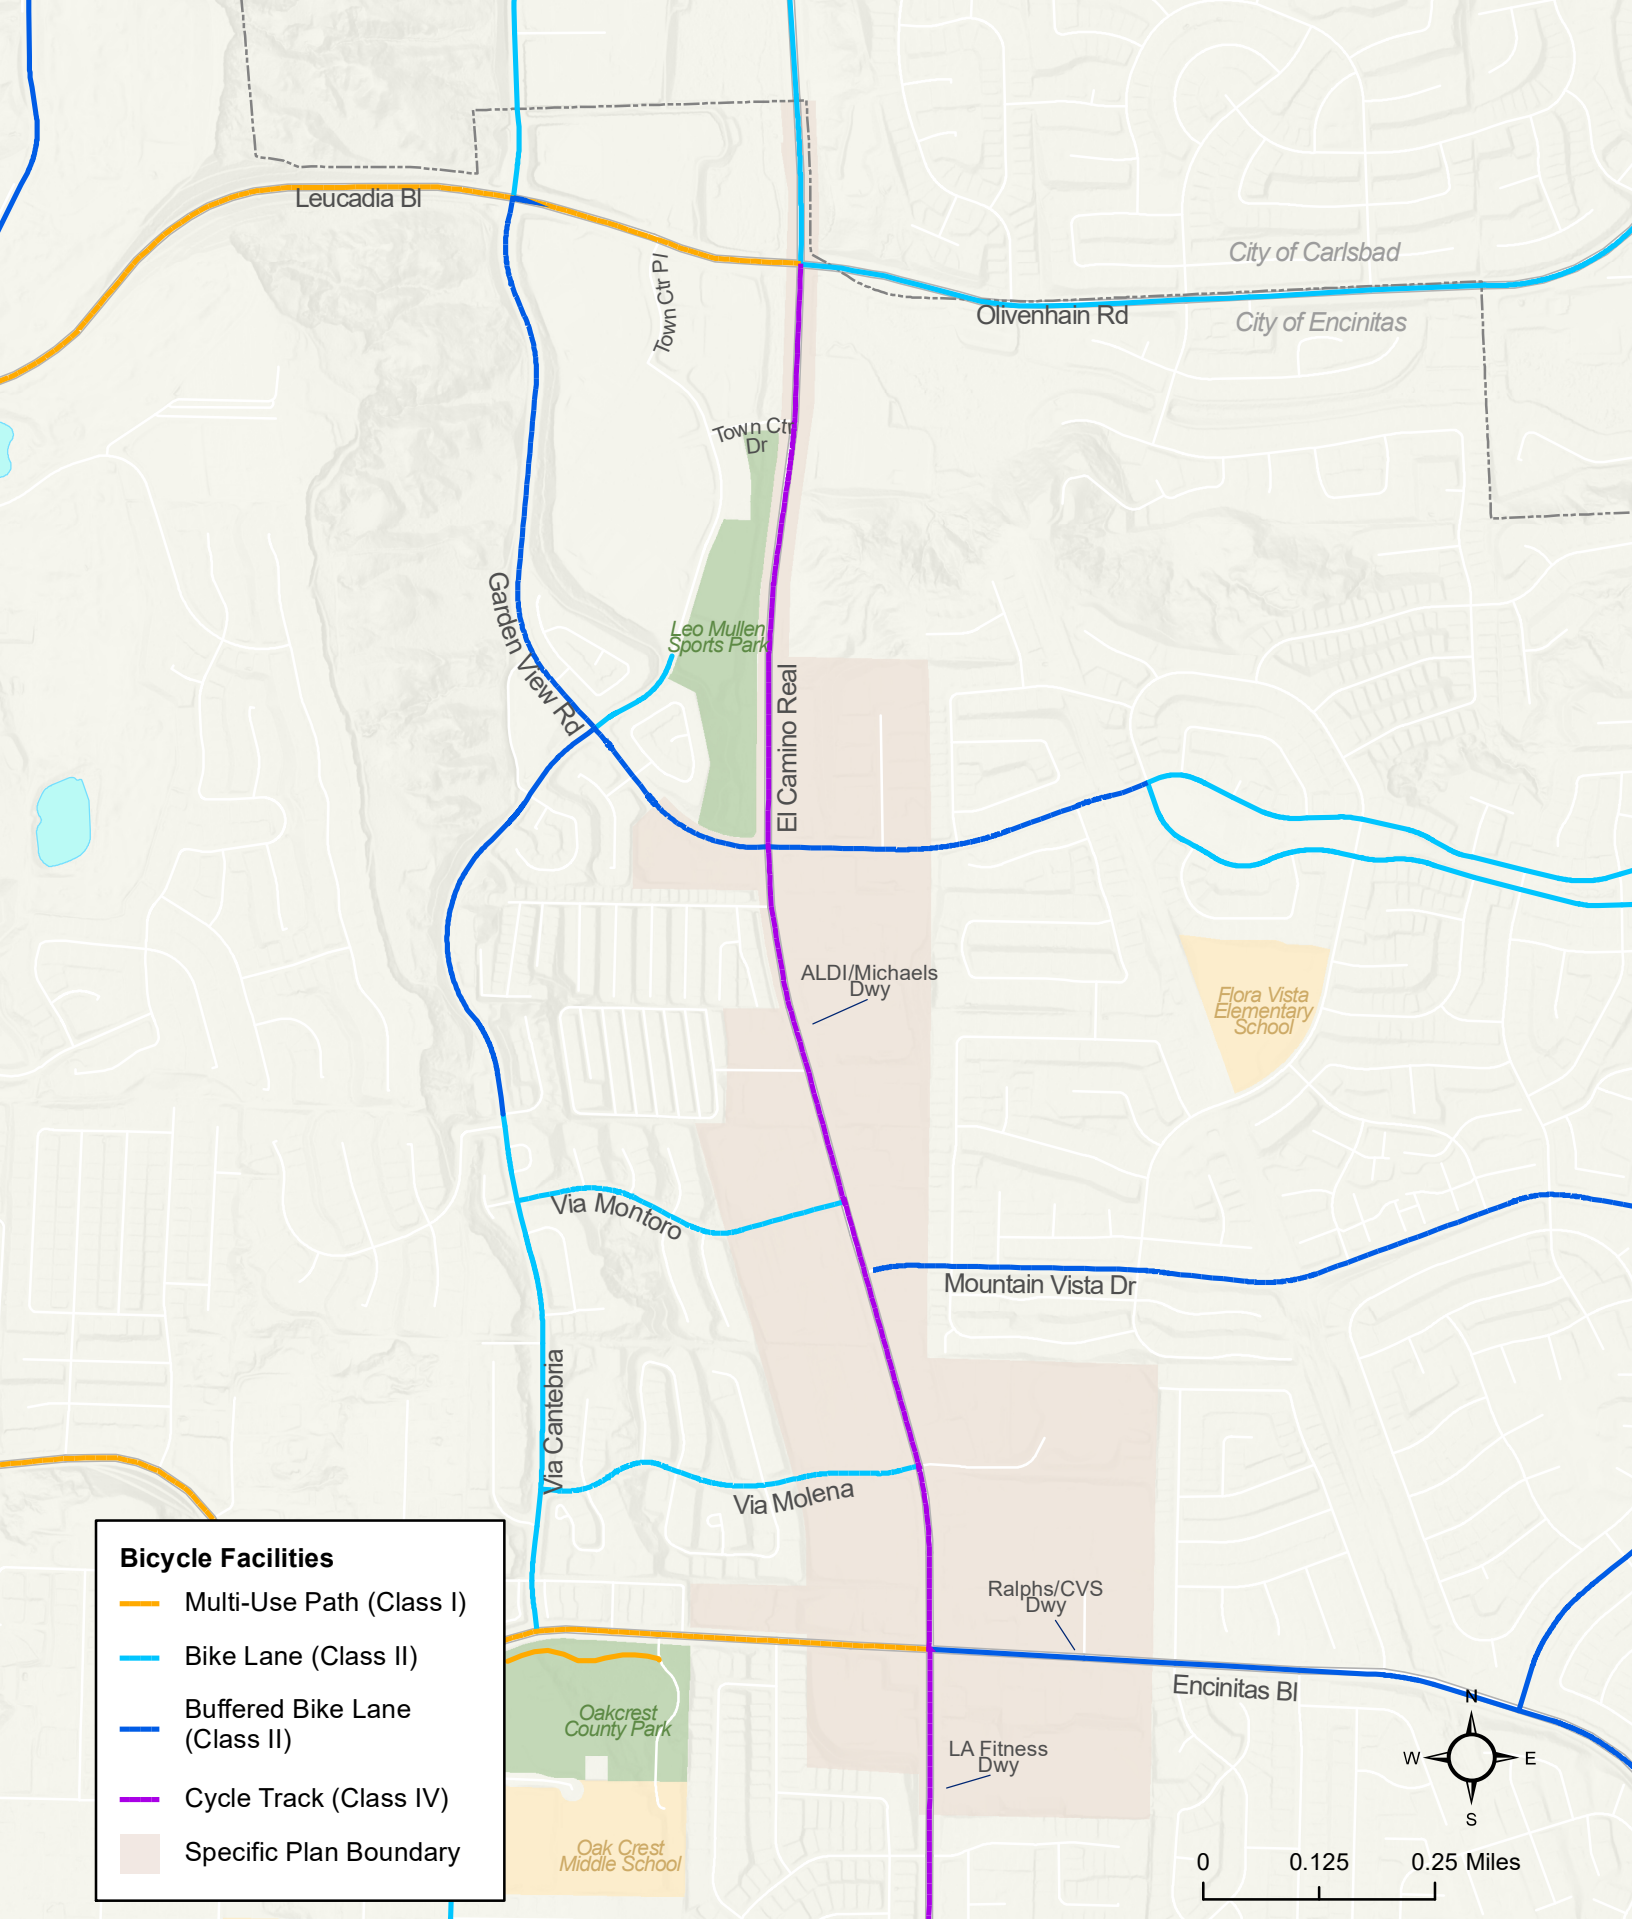 Leucadia Bl
City of Carlsbad
Town Ctr Pl
Olivenhain Rd
City of Encinitas
Town Ctr
Dr
Garden View Rd
Leo Mullen
Sports Park
El Camino Real
ALDI/Michaels
Dwy
Flora Vista
Elementary
School
Via Montoro
Mountain Vista Dr
Via Cantebria
Via Molena
Ralphs/CVS
Dwy
Encinitas Bl
Oakcrest
County Park
LA Fitness
Dwy
Oak Crest
Middle School
Bicycle Facilities
Multi-Use Path (Class I)
Bike Lane (Class II)
Buffered Bike Lane
(Class II)
Cycle Track (Class IV)
Specific Plan Boundary
N
W
E
S
0 0.125 0.25 Miles